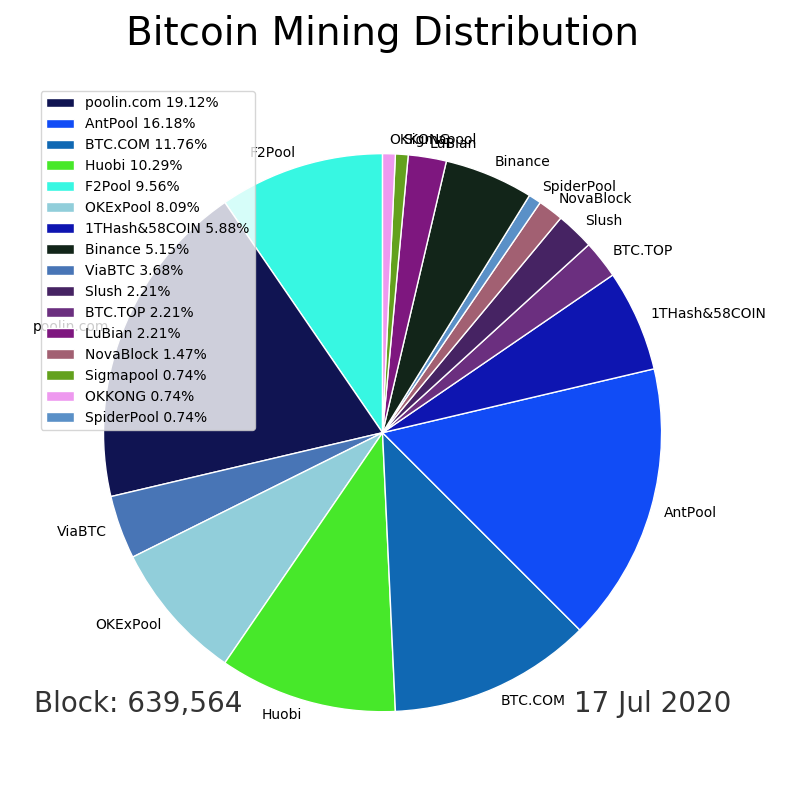 Bitcoin Mining Distribution
poolin.com 19.12%
AntPool 16.18%
BTC.COM 11.76%
Huobi 10.29%
F2Pool 9.56%
OKExPool 8.09%
1THash&58COIN 5.88%
Binance 5.15%
ViaBTC 3.68%
Slush 2.21%
BTC.TOP 2.21%
LuBian 2.21%
NovaBlock 1.47%
Sigmapool 0.74%
OKKONG 0.74%
SpiderPool 0.74%
F2Pool
OKKONG
Sigmapool
LuBian
Binance
SpiderPool
NovaBlock
Slush
BTC.TOP
1THash&58COIN
poolin.com
AntPool
ViaBTC
OKExPool
Huobi
BTC.COM
Block: 639,564
17 Jul 2020